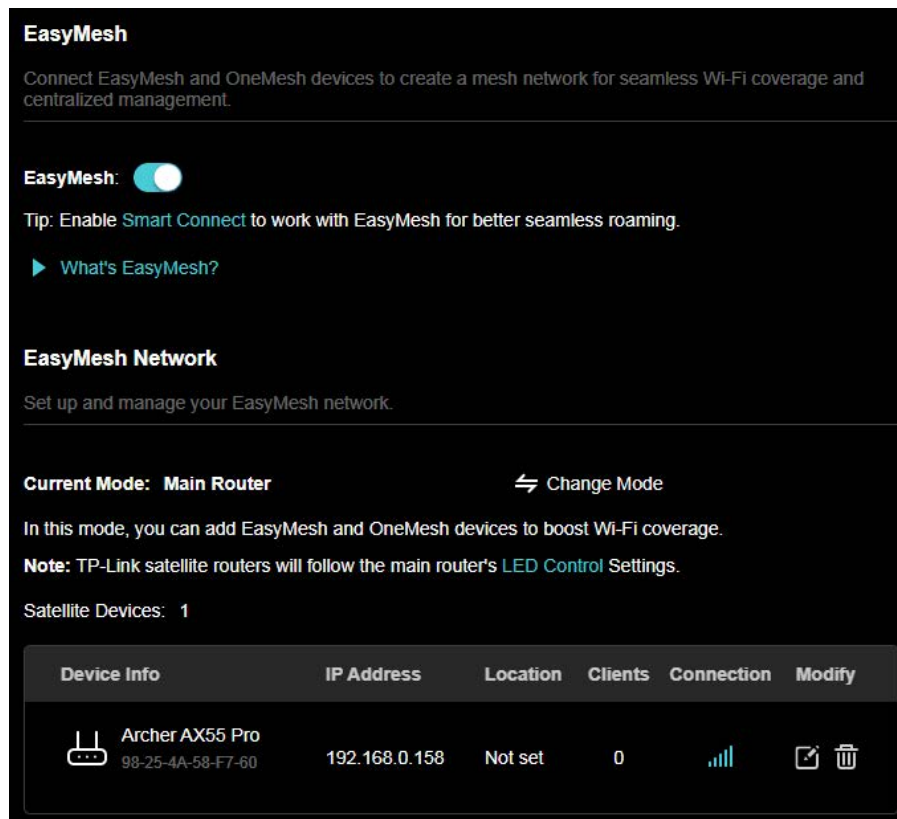 EasyMesh
Connect EasyMesh and OneMesh devices to create a mesh network for seamless Wi-Fi coverage and
centralized management.
EasyMesh:
Tip: Enable Smart Connect to work with EasyMesh for better seamless roaming.
What's EasyMesh?
EasyMesh Network
Set up and manage your EasyMesh network.
Current Mode: Main Router Change Mode
In this mode, you can add EasyMesh and OneMesh devices to boost Wi-Fi coverage.
Note: TP-Link satellite routers will follow the main router's LED Control Settings.
Satellite Devices: 1
Device Info IP Address Location Clients Connection Modify
Archer AX55 Pro
98-25-4A-58-F7-60 192.168.0.158 Not set 0